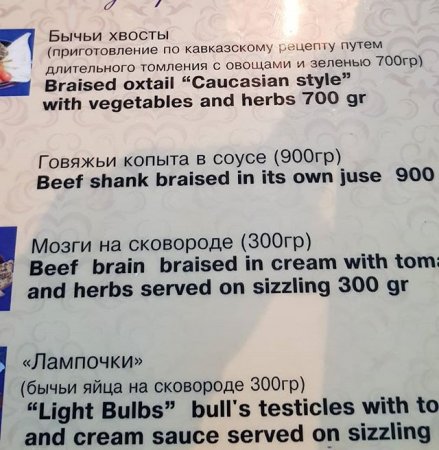 Бычьи хвосты
(приготовление по кавказскому рецепту путем
длительного томления с овощами и зеленью 700гр)
Braised oxtail “Caucasian style”
with vegetables and herbs 700 gr
Говяжьи копыта в соусе (900гр)
Beef shank braised in its own juse 900
Мозги на сковороде (300гр)
Beef brain braised in cream with toma
and herbs served on sizzling 300 gr
«Лампочки»
(бычьи яйца на сковороде 300гр)
“Light Bulbs” bull's testicles with to
and cream sauce served on sizzling